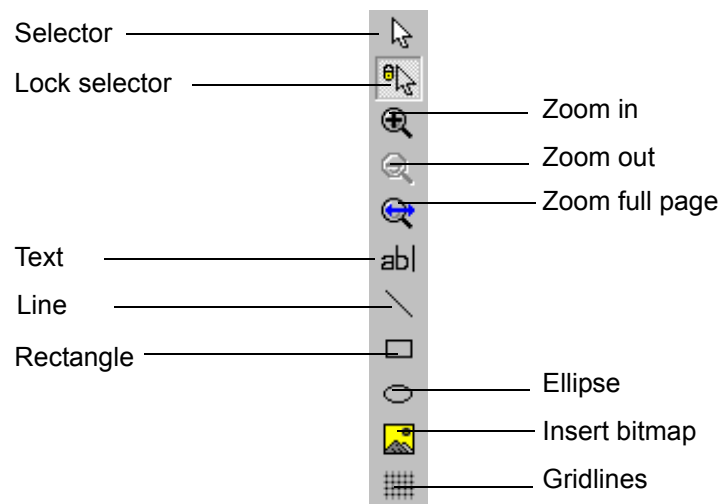 Selector
Lock selector
Zoom in
Zoom out
Zoom full page
Text
ab|
Line
Rectangle
Ellipse
Insert bitmap
Gridlines